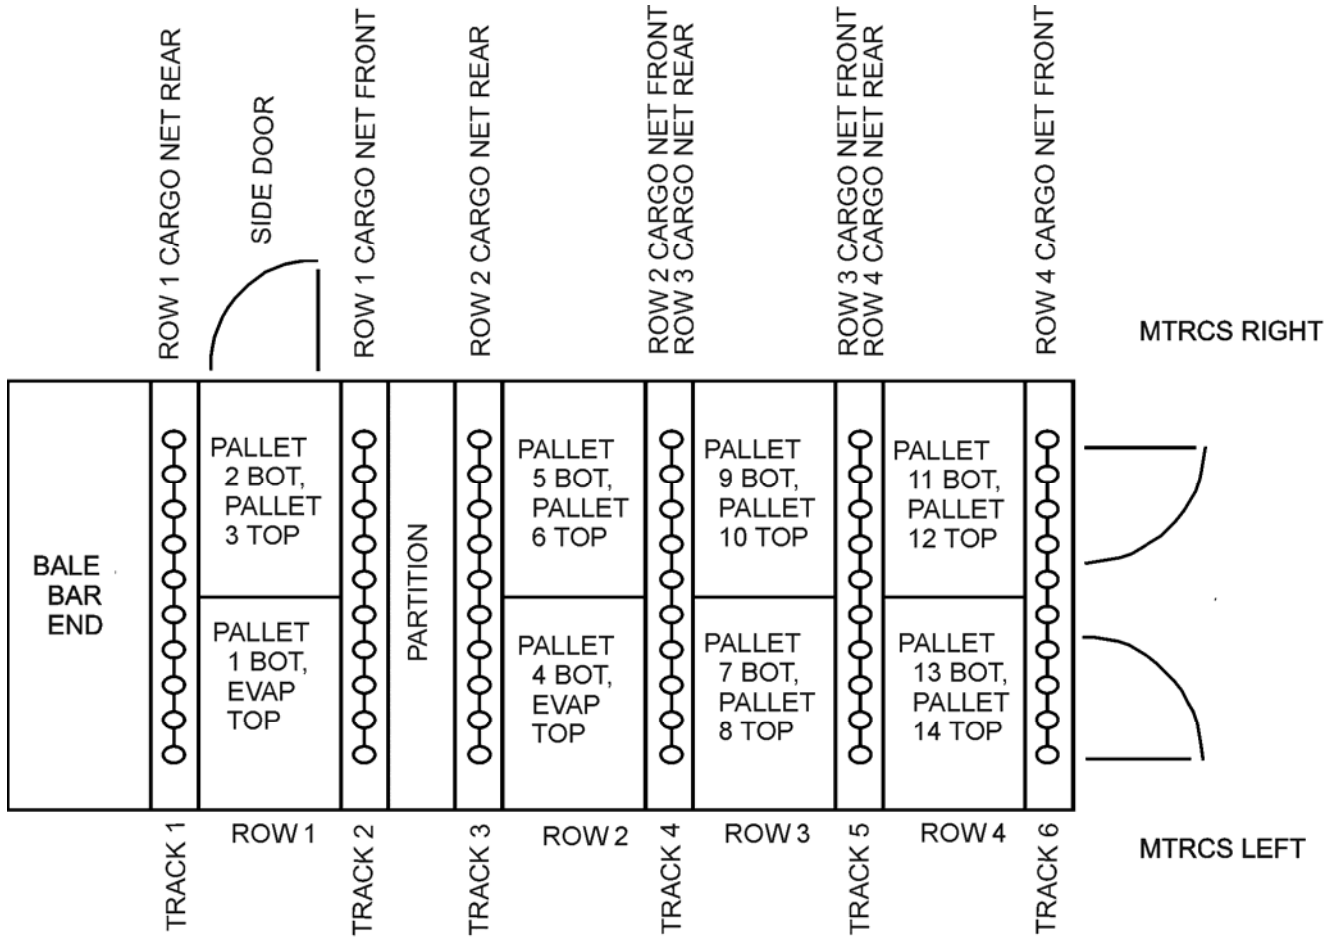 ROW 1 CARGO NET REAR
SIDE DOOR
ROW 1 CARGO NET FRONT
ROW 2 CARGO NET REAR
ROW 2 CARGO NET FRONT
ROW 3 CARGO NET REAR
ROW 3 CARGO NET FRONT
ROW 4 CARGO NET REAR
ROW 4 CARGO NET FRONT
MTRCS RIGHT
BALE
BAR
END
PALLET
2 BOT,
PALLET
3 TOP
PALLET
1 BOT,
EVAP
TOP
PARTITION
PALLET
5 BOT,
PALLET
6 TOP
PALLET
4 BOT,
EVAP
TOP
PALLET
9 BOT,
PALLET
10 TOP
PALLET
7 BOT,
PALLET
8 TOP
PALLET
11 BOT,
PALLET
12 TOP
PALLET
13 BOT,
PALLET
14 TOP
TRACK 1
ROW 1
TRACK 2
TRACK 3
ROW 2
TRACK 4
ROW 3
TRACK 5
ROW 4
TRACK 6
MTRCS LEFT